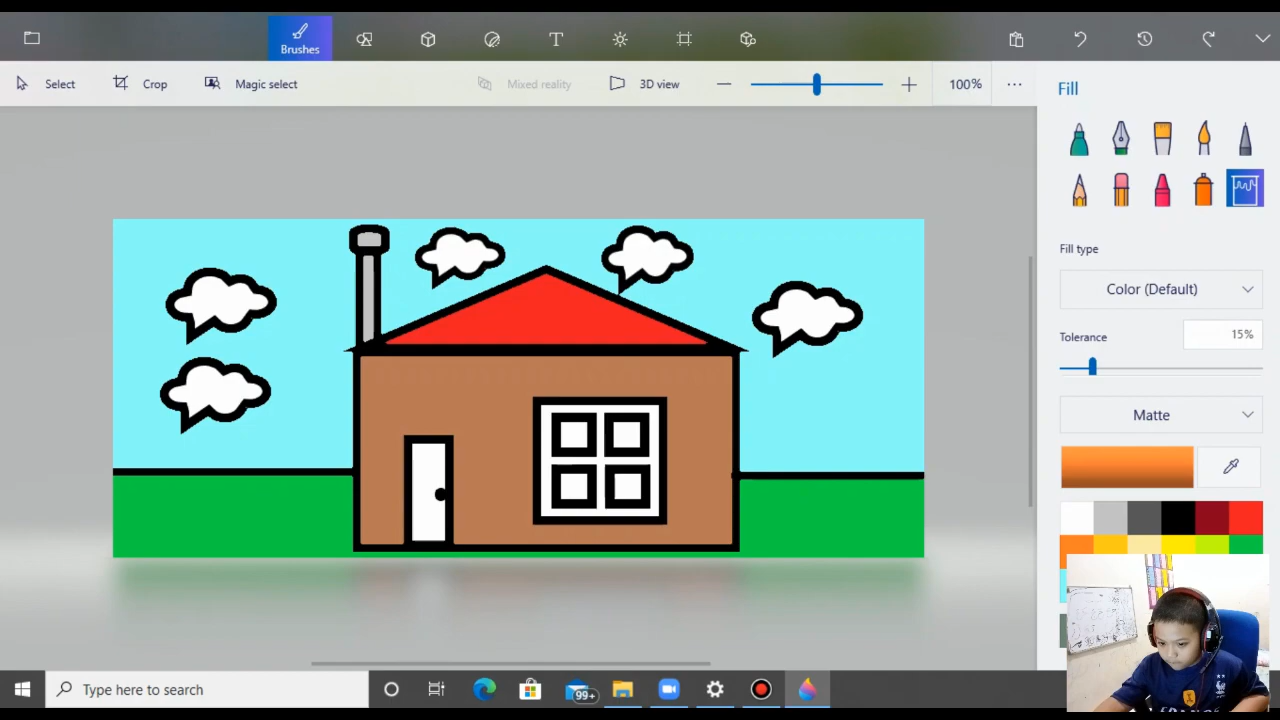 Brushes
Select
Crop
Magic select
Mixed reality
3D view
100%
Fill
Fill type
Color (Default)
Tolerance
15%
Matte
Type here to search
99+